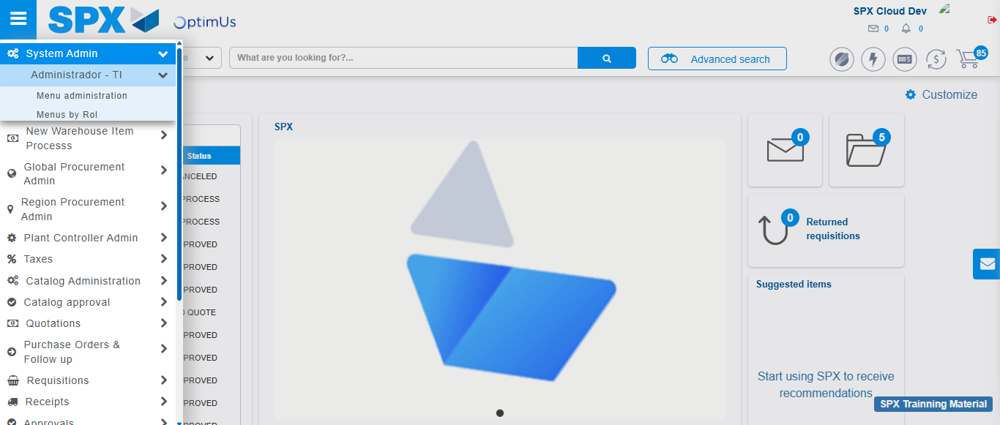 SPX
OptimUs
SPX Cloud Dev
0
0
System Admin
Administrador - TI
Menu administration
Menus by Rol
New Warehouse Item
Processs
Global Procurement
Admin
Region Procurement
Admin
Plant Controller Admin
Taxes
Catalog Administration
Catalog approval
Quotations
Purchase Orders &
Follow up
Requisitions
Receipts
Approvals
What are you looking for?...
Advanced search
85
Customize
Status
ANCELED
PROCESS
PROCESS
PROVED
PROVED
PROVED
QUOTE
PROVED
PROVED
PROVED
PROVED
PROVED
SPX
0
5
0
Returned
requisitions
Suggested items
Start using SPX to receive
recommendations
SPX Trainning Material